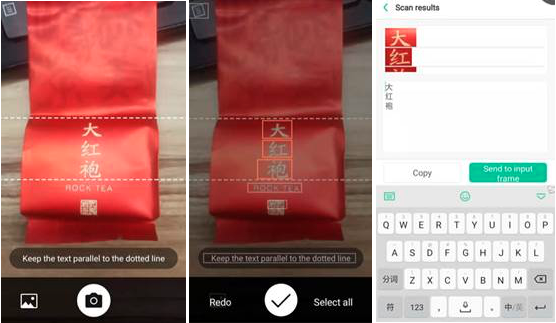 大
红
袍
ROCK TEA
Keep the text parallel to the dotted line
大
红
袍
ROCK TEA
Keep the text parallel to the dotted line
Redo
Select all
Scan results
大
红
大
红
袍
Copy
Send to input
frame
Q W E R T Y U I O P
A S D F G H J K L
分词 Z X C V B N M
符 123 , 。 中/英